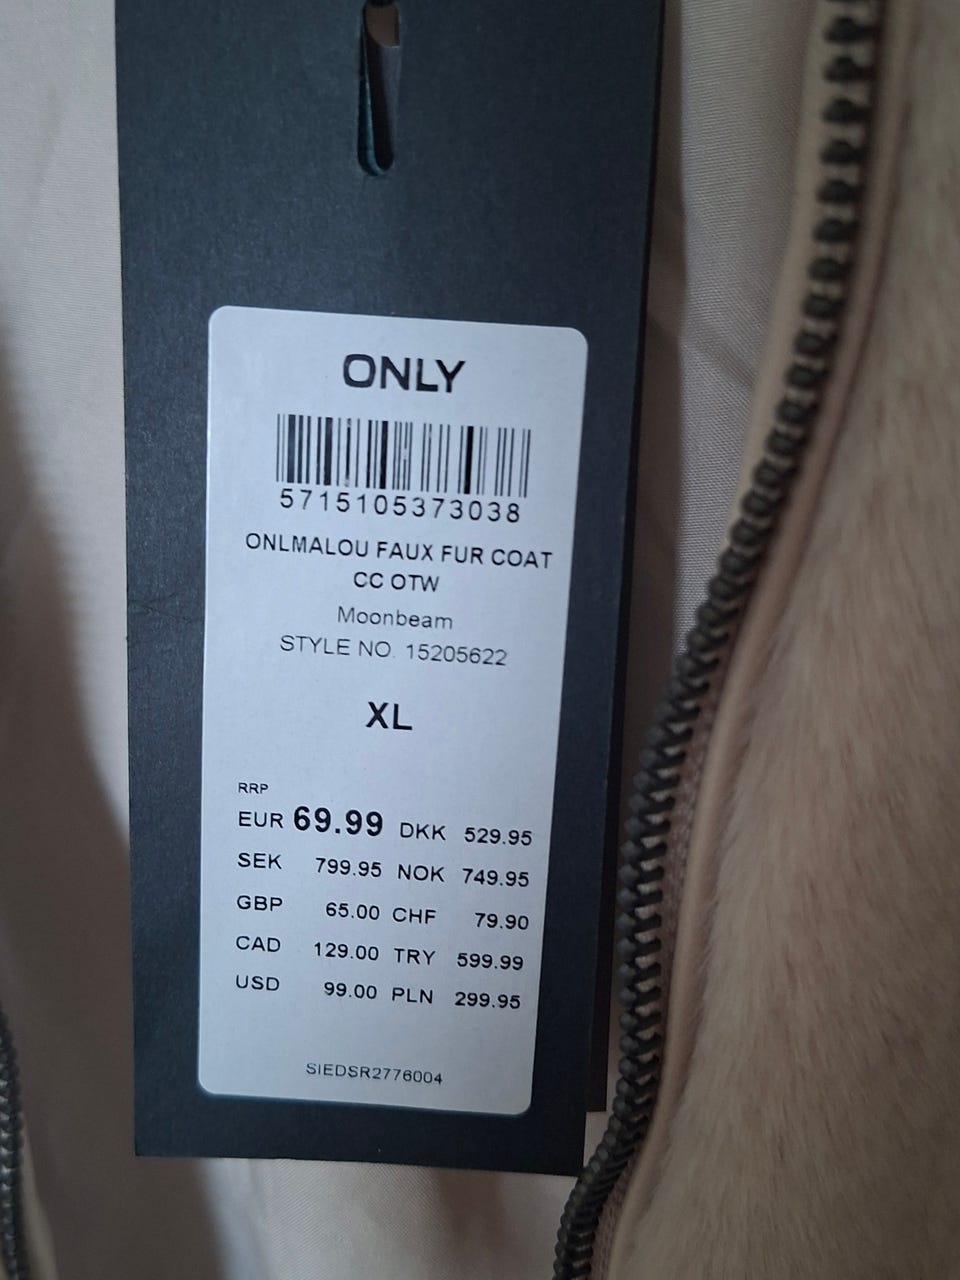 ONLY
5715105373038
ONLMALOU FAUX FUR COAT
CC OTW
Moonbeam
STYLE NO. 15205622
XL
RRP
EUR 69.99 DKK 529.95
SEK 799.95 NOK 749.95
GBP 65.00 CHF 79.90
CAD 129.00 TRY 599.99
USD 99.00 PLN 299.95
SIEDSR2776004